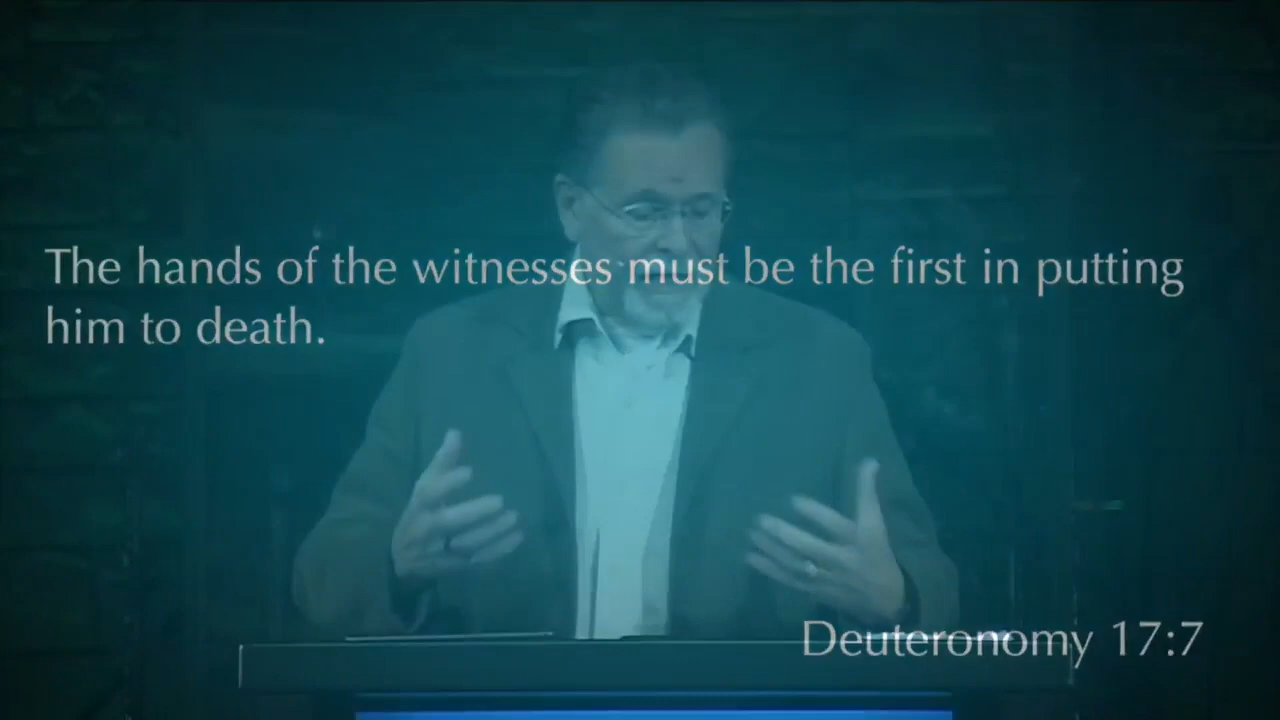 The hands of the witnesses must be the first in putting
him to death.
Deuteronomy 17:7